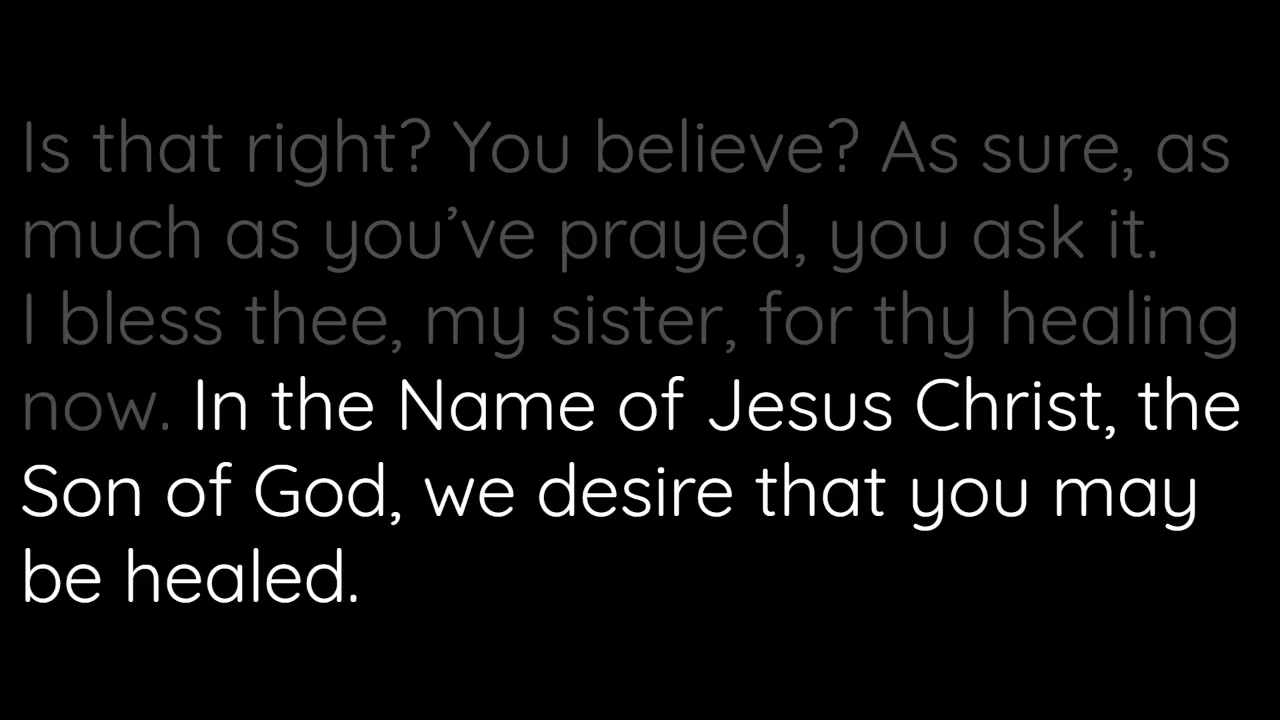 Is that right? You believe? As sure, as
much as you’ve prayed, you ask it.
I bless thee, my sister, for thy healing
now. In the Name of Jesus Christ, the
Son of God, we desire that you may
be healed.